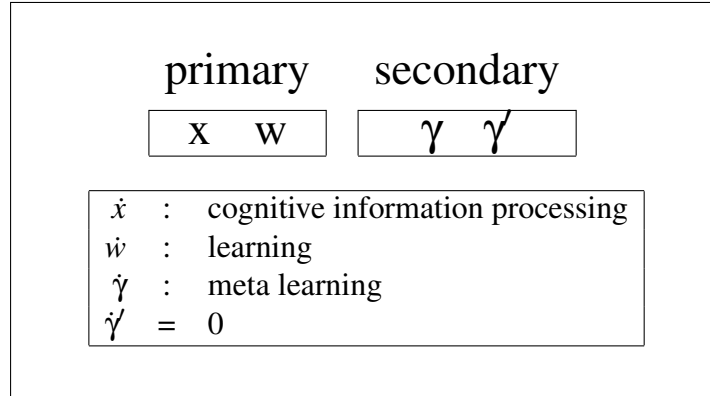 primary secondary
x w γ γ′
ẋ : cognitive information processing
ẇ : learning
γ̇ : meta learning
γ̇′ = 0